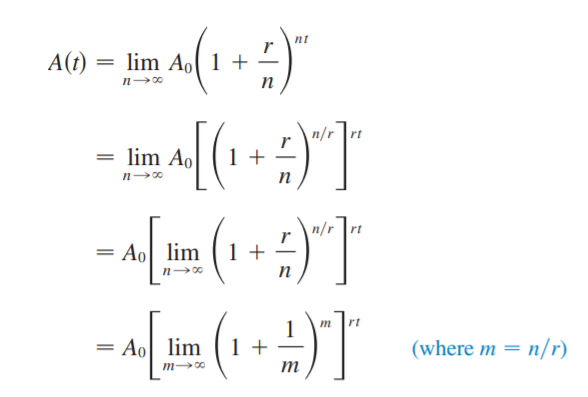 A(t) = lim_{n→∞} A₀(1 + r/n)^{nt}
= lim_{n→∞} A₀[(1 + r/n)^{n/r}]^{rt}
= A₀[lim_{n→∞} (1 + r/n)^{n/r}]^{rt}
= A₀[lim_{m→∞} (1 + 1/m)^m]^{rt} (where m = n/r)